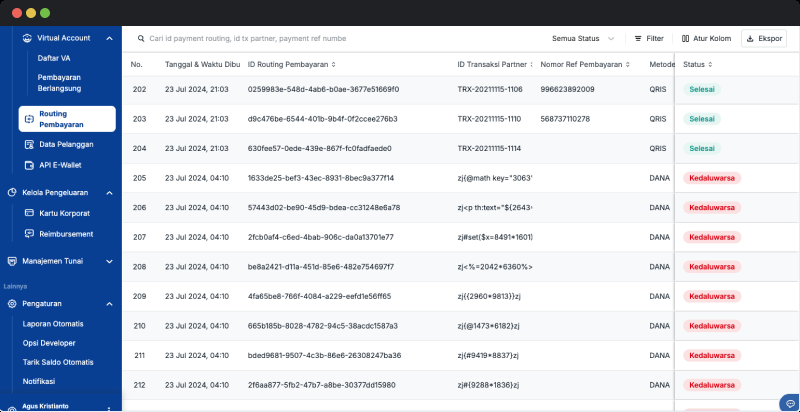 Virtual Account
Daftar VA
Pembayaran
Berlangsung
Routing
Pembayaran
Data Pelanggan
API E-Wallet
Kelola Pengeluaran
Kartu Korporat
Reimbursement
Manajemen Tunai
Lainnya
Pengaturan
Laporan Otomatis
Opsi Developer
Tarik Saldo Otomatis
Notifikasi
Agus Kristianto
Cari id payment routing, id tx partner, payment ref numbe
Semua Status
Filter
Atur Kolom
Ekspor
No. Tanggal & Waktu Dibu ID Routing Pembayaran ID Transaksi Partner Nomor Ref Pembayaran Metode Status
202 23 Jul 2024, 21:03 0259983e-548d-4ab6-b0ae-3677e51669f0 TRX-20211115-1106 996623892009 QRIS Selesai
203 23 Jul 2024, 21:03 d9c476be-6544-401b-9b4f-0f2ccee276b3 TRX-20211115-1110 568737110278 QRIS Selesai
204 23 Jul 2024, 21:03 630fee57-0ede-439e-867f-fc0fadfaede0 TRX-20211115-1114 QRIS Selesai
205 23 Jul 2024, 04:10 1633de25-bef3-43ec-8931-8bec9a377f14 zj{@math key="3063" DANA Kedaluwarsa
206 23 Jul 2024, 04:10 57443d02-be90-45d9-bdea-cc31248e6a78 zj<p th:text="${2643 DANA Kedaluwarsa
207 23 Jul 2024, 04:10 2fcb0af4-c6ed-4bab-906c-da0a13701e77 zj#set($x=8491*1601) DANA Kedaluwarsa
208 23 Jul 2024, 04:10 be8a2421-d11a-451d-85e6-482e754697f7 zj<%=2042*6360%> DANA Kedaluwarsa
209 23 Jul 2024, 04:10 4fa65be8-766f-4084-a229-eefd1e56ff65 zj{{2960*9813}}zj DANA Kedaluwarsa
210 23 Jul 2024, 04:10 665b185b-8028-4782-94c5-38acdc1587a3 zj{@1473*6182}zj DANA Kedaluwarsa
211 23 Jul 2024, 04:10 bded9681-9507-4c3b-86e6-26308247ba36 zj{#9419*8837}zj DANA Kedaluwarsa
212 23 Jul 2024, 04:10 2f6aa877-5fb2-47b7-a8be-30377dd15980 zj#{9288*1836}zj DANA Kedaluwarsa